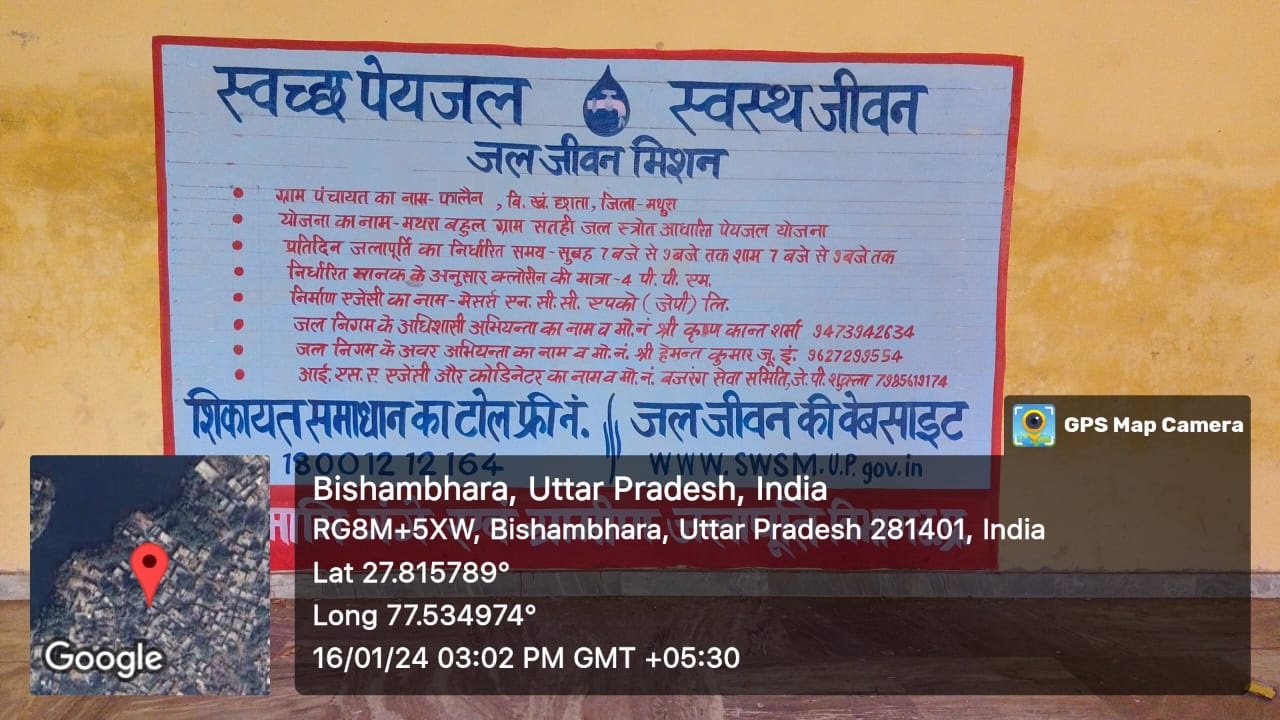 स्वच्छ पेयजल स्वस्थ जीवन
जल जीवन मिशन
ग्राम पंचायत का नाम- फालैन , वि. खं. छाता, जिला-मथुरा
योजना का नाम-मथरा बहुल ग्राम सतही जल स्त्रोत आधारित पेयजल योजना
प्रतिदिन जलापूर्ति का निर्धारित समय-सुबह 7 बजे से 9 बजे तक शाम 7 बजे से 9 बजे तक
निर्धारित मानक के अनुसार क्लोरीन की मात्रा-4 पी. पी. एम.
निर्माण एजेंसी का नाम- मेसर्स एन. सी. सी. एपको ( जेपी ) लि.
जल निगम के अधिशासी अभियन्ता का नाम व मो.नं श्री कृष्ण कान्त शर्मा 9473942634
जल निगम के अवर अभियन्ता का नाम व मो.नं. श्री हेमन्त कुमार जू. इं. 9627299554
आई. एस. ए. एजेंसी और कोडिनेटर का नाम व मो. नं. बजरंग सेवा समिति, जे. पी. शुक्ला 7985619174
शिकायत समाधान का टोल फ्री नं. जल जीवन की वेबसाइट
1800 12 12 164 WWW.SWSM.U.P.gov.in
GPS Map Camera
Bishambhara, Uttar Pradesh, India
RG8M+5XW, Bishambhara, Uttar Pradesh 281401, India
Lat 27.815789°
Long 77.534974°
16/01/24 03:02 PM GMT +05:30
Google